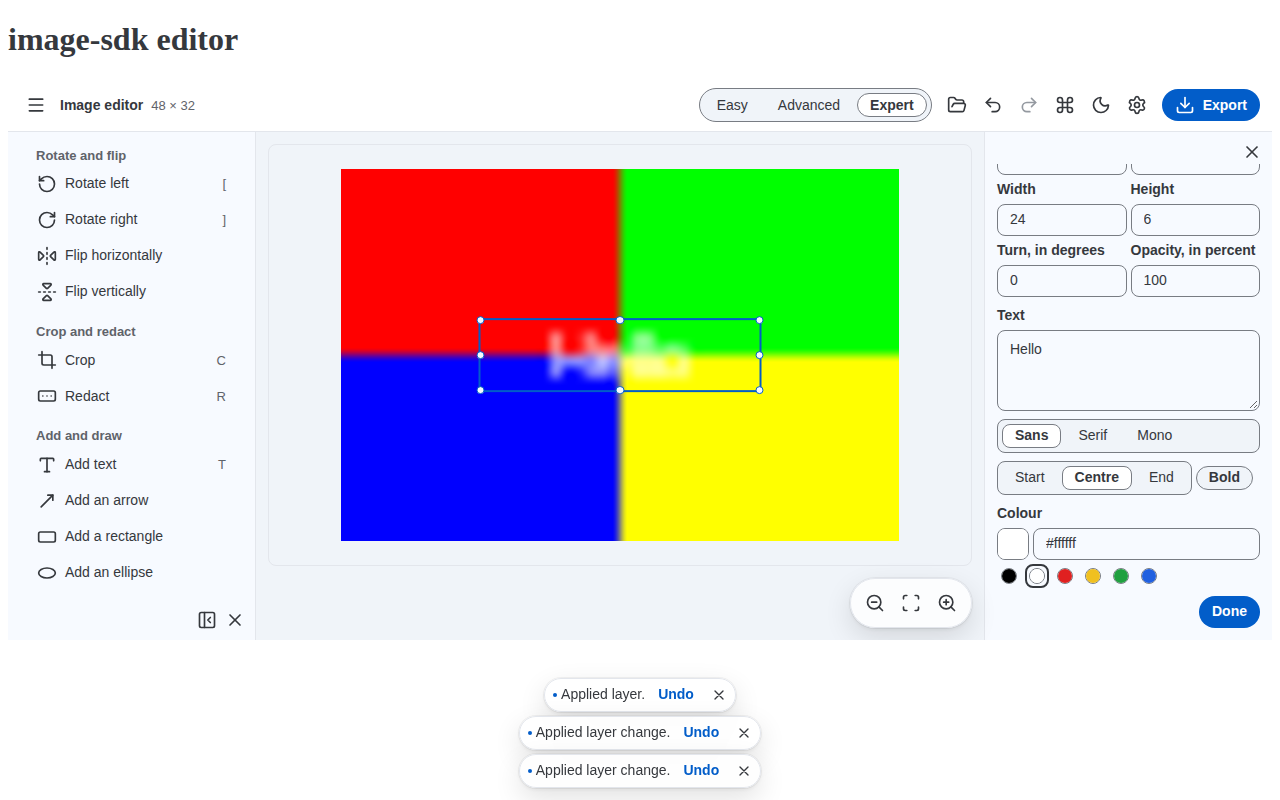 image-sdk editor
Image editor 48 × 32
Easy Advanced Expert
Export
Rotate and flip
Rotate left [
Rotate right ]
Flip horizontally
Flip vertically
Crop and redact
Crop C
Redact R
Add and draw
Add text T
Add an arrow
Add a rectangle
Add an ellipse
Hello
Width Height
24 6
Turn, in degrees Opacity, in percent
0 100
Text
Hello
Sans Serif Mono
Start Centre End Bold
Colour
#ffffff
Done
Applied layer. Undo
Applied layer change. Undo
Applied layer change. Undo